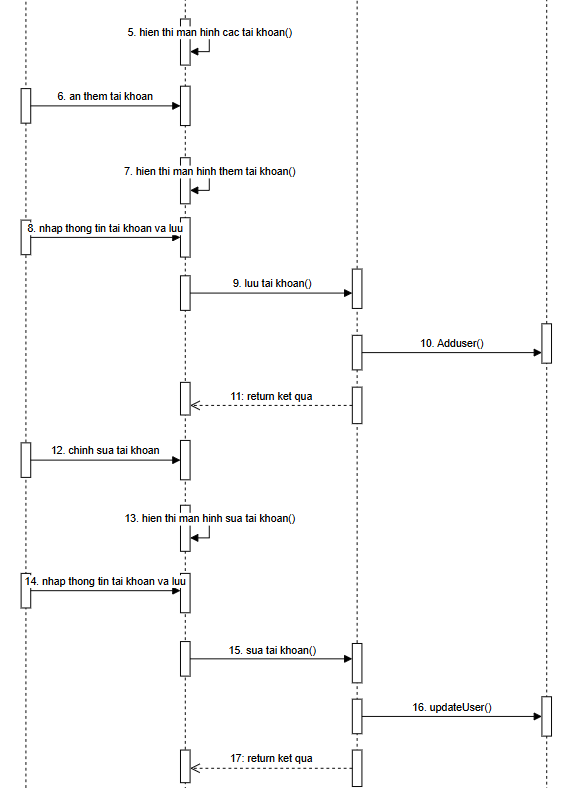 5. hien thi man hinh cac tai khoan()
6. an them tai khoan
7. hien thi man hinh them tai khoan()
8. nhap thong tin tai khoan va luu
9. luu tai khoan()
10. Adduser()
11: return ket qua
12. chinh sua tai khoan
13. hien thi man hinh sua tai khoan()
14. nhap thong tin tai khoan va luu
15. sua tai khoan()
16. updateUser()
17: return ket qua